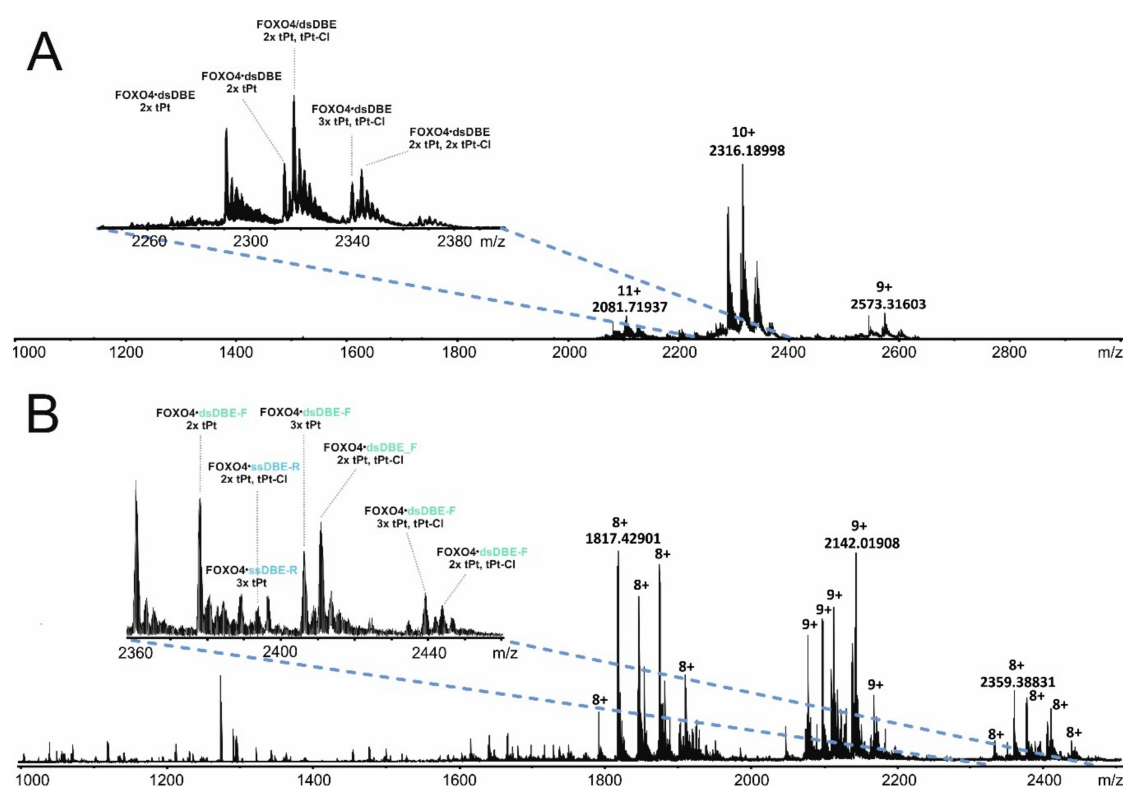 A
FOXO4/dsDBE
2x tPt, tPt-Cl
FOXO4•dsDBE
2x tPt
FOXO4•dsDBE
2x tPt
FOXO4•dsDBE
3x tPt, tPt-Cl
FOXO4•dsDBE
2x tPt, 2x tPt-Cl
2260 2300 2340 2380 m/z
10+
2316.18998
11+
2081.71937
9+
2573.31603
1000 1200 1400 1600 1800 2000 2200 2400 2600 2800 m/z
B
FOXO4•dsDBE-F
2x tPt
FOXO4•dsDBE-F
3x tPt
FOXO4•dsDBE_F
2x tPt, tPt-Cl
FOXO4•ssDBE-R
2x tPt, tPt-Cl
FOXO4•dsDBE-F
3x tPt, tPt-Cl
FOXO4•dsDBE-F
2x tPt, tPt-Cl
FOXO4•ssDBE-R
3x tPt
2360 2400 2440 m/z
8+
1817.42901
8+
8+
8+
8+
9+
2142.01908
9+
9+
9+
9+
8+
2359.38831
8+
8+
8+
8+
1000 1200 1400 1600 1800 2000 2200 2400 m/z